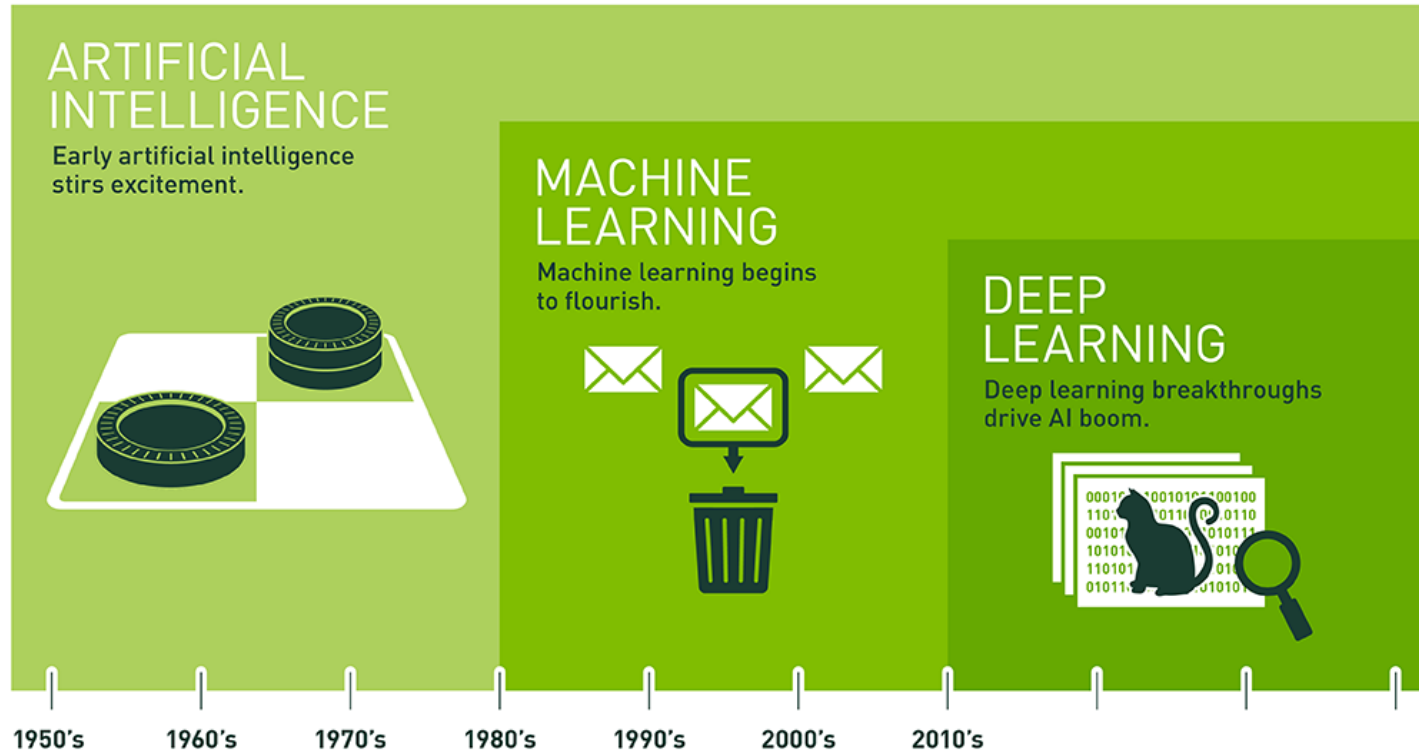 ARTIFICIAL
INTELLIGENCE
Early artificial intelligence
stirs excitement.
MACHINE
LEARNING
Machine learning begins
to flourish.
DEEP
LEARNING
Deep learning breakthroughs
drive AI boom.
1950's 1960's 1970's 1980's 1990's 2000's 2010's